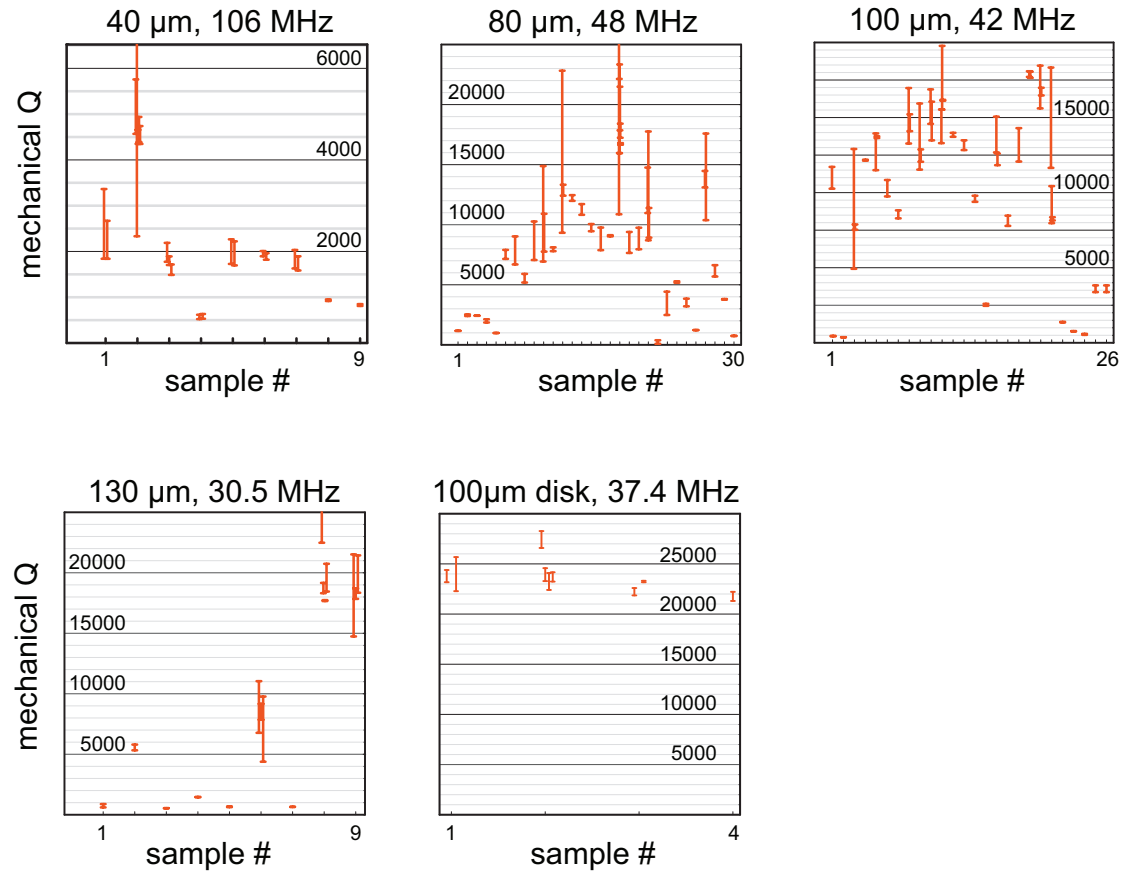 40 µm, 106 MHz
80 µm, 48 MHz
100 µm, 42 MHz
mechanical Q
6000
4000
2000
1
9
sample #
20000
15000
10000
5000
1
30
sample #
15000
10000
5000
1
26
sample #
130 µm, 30.5 MHz
100µm disk, 37.4 MHz
mechanical Q
20000
15000
10000
5000
1
9
sample #
25000
20000
15000
10000
5000
1
4
sample #